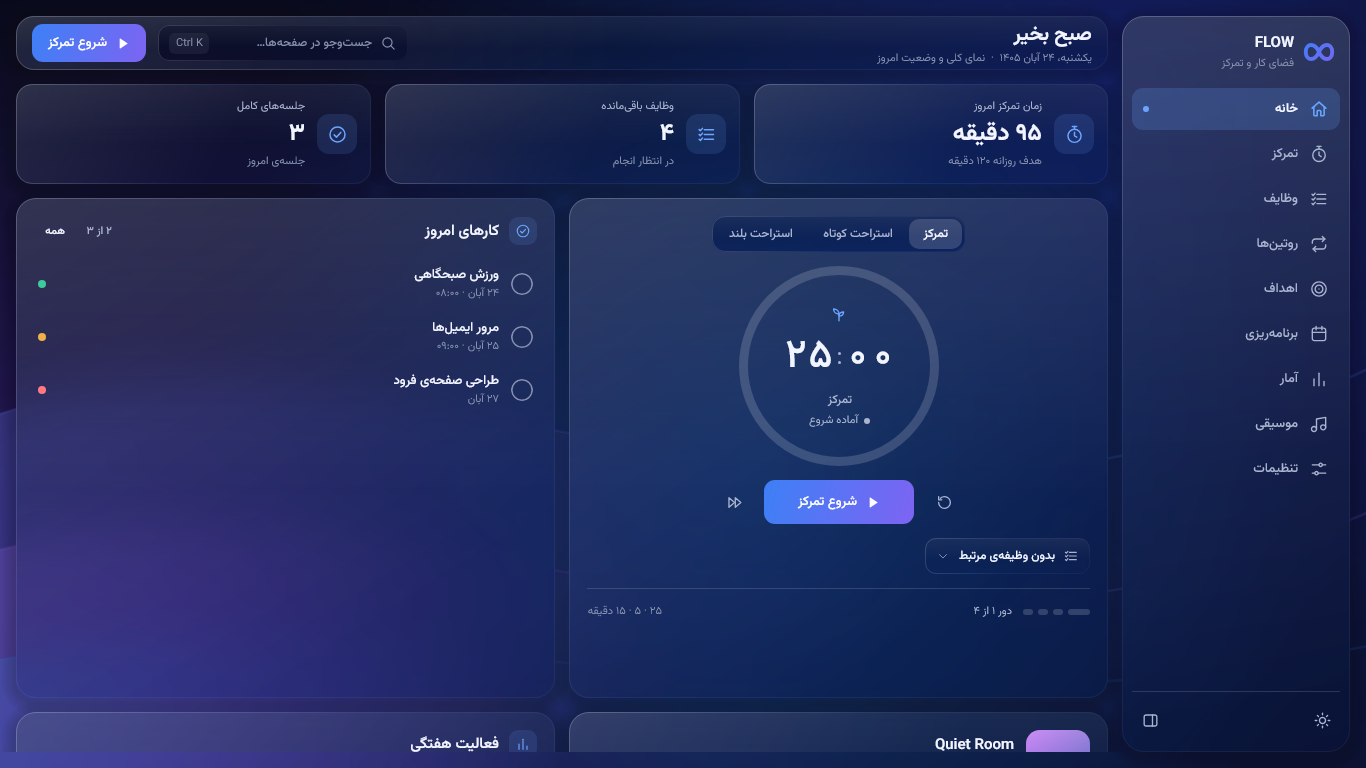 FLOW
فضای کار و تمرکز
خانه
تمرکز
وظایف
روتین‌ها
اهداف
برنامه‌ریزی
آمار
موسیقی
تنظیمات
صبح بخیر
یکشنبه، ۲۴ آبان ۱۴۰۵ · نمای کلی و وضعیت امروز
جست‌وجو در صفحه‌ها...
Ctrl K
شروع تمرکز
زمان تمرکز امروز
۹۵ دقیقه
هدف روزانه ۱۲۰ دقیقه
وظایف باقی‌مانده
۴
در انتظار انجام
جلسه‌های کامل
۳
جلسه‌ی امروز
تمرکز
استراحت کوتاه
استراحت بلند
۲۵:۰۰
تمرکز
آماده شروع
شروع تمرکز
بدون وظیفه‌ی مرتبط
دور ۱ از ۴
۲۵ · ۵ · ۱۵ دقیقه
کارهای امروز
۲ از ۳
همه
ورزش صبحگاهی
۲۴ آبان · ۰۸:۰۰
مرور ایمیل‌ها
۲۵ آبان · ۰۹:۰۰
طراحی صفحه‌ی فرود
۲۷ آبان
Quiet Room
فعالیت هفتگی